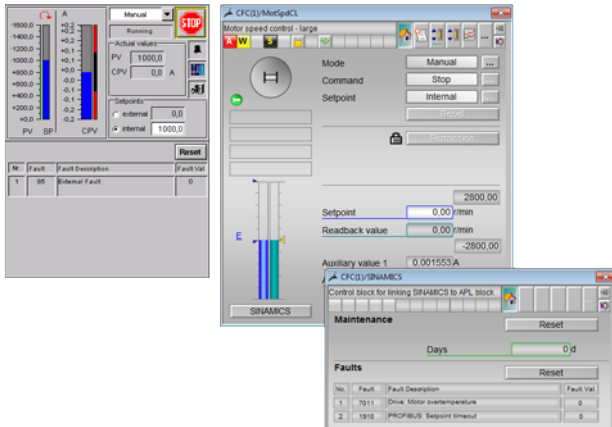 A
Manual
STOP
Running
1600,0
+1400,0
+1200,0
+1000,0
+800,0
+600,0
+400,0
+200,0
+0,0
+0,2
+0,2
+0,1
+0,1
+0,0
-0,1
-0,1
-0,2
-0,2
PV SP CPV
Actual values
PV 1000,0
CPV 0,0 A
Setpoints
external 0,0
internal 1000,0
Reset
Nr. Fault Fault Description Fault Val
1 85 External Fault 0
CFC(1)/MotSpdCL
Motor speed control - large
A W S
...
Mode Manual ...
Command Stop
Setpoint Internal
Reset
Permission
2800,00
Setpoint 0,00 r/min
Readback value 0,00 r/min
-2800,00
E
Auxiliary value 1 0,001553 A
SINAMICS
CFC(1)/SINAMICS
Control block for linking SINAMICS to APL block
Maintenance
Reset
Days 0 d
Faults
Reset
No. Fault Fault Description Fault Val
1 7011 Drive: Motor overtemperature 0
2 1910 PROFIBUS: Setpoint timeout 0